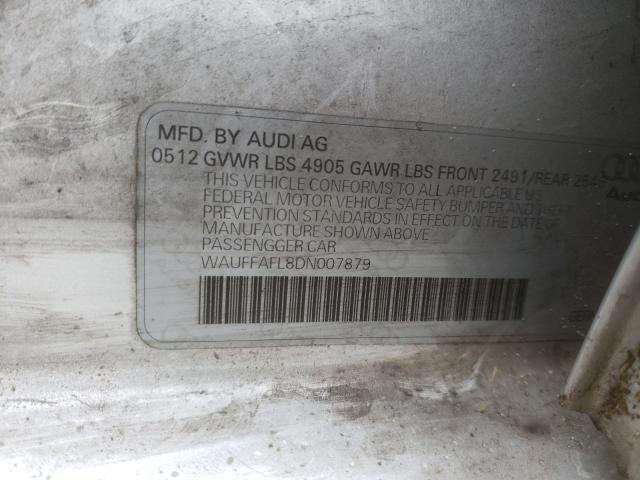 MFD. BY AUDI AG
0512 GVWR LBS 4905 GAWR LBS FRONT 2491/REAR 264
THIS VEHICLE CONFORMS TO ALL APPLICABLE US
FEDERAL MOTOR VEHICLE SAFETY BUMPER AND THEFT
PREVENTION STANDARDS IN EFFECT ON THE DATE OF
MANUFACTURE SHOWN ABOVE
PASSENGGER CAR
WAUFFAFL8DN007879